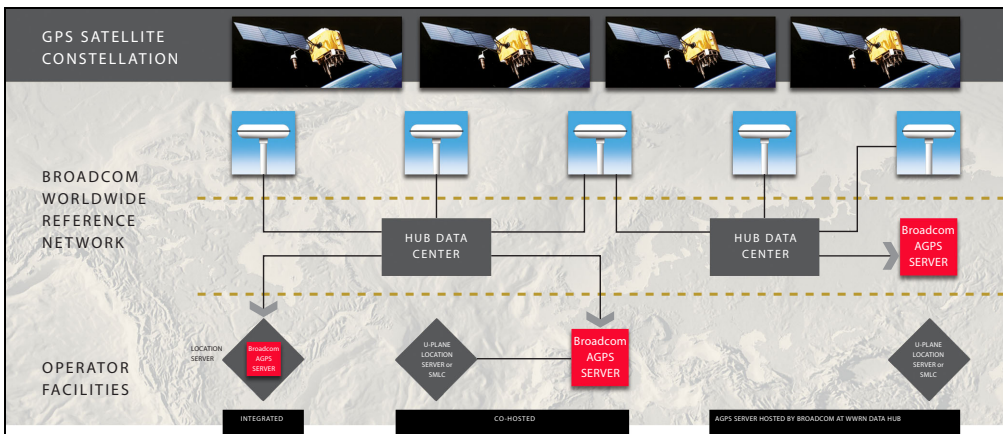 GPS SATELLITE
CONSTELLATION
BROADCOM
WORLDWIDE
REFERENCE
NETWORK
HUB DATA
CENTER
HUB DATA
CENTER
Broadcom
AGPS
SERVER
OPERATOR
FACILITIES
LOCATION
SERVER
Broadcom
AGPS
SERVER
U-PLANE
LOCATION
SERVER or
SMLC
Broadcom
AGPS
SERVER
U-PLANE
LOCATION
SERVER or
SMLC
INTEGRATED
CO-HOSTED
AGPS SERVER HOSTED BY BROADCOM AT WWRN DATA HUB